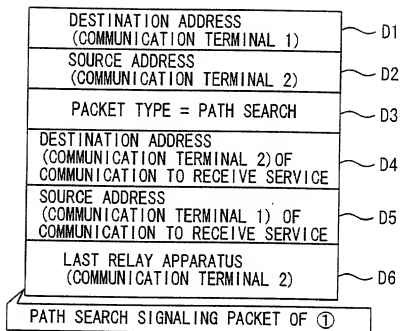 DESTINATION ADDRESS
(COMMUNICATION TERMINAL 1)
D1
SOURCE ADDRESS
(COMMUNICATION TERMINAL 2)
D2
PACKET TYPE = PATH SEARCH
D3
DESTINATION ADDRESS
(COMMUNICATION TERMINAL 2)OF
COMMUNICATION TO RECEIVE SERVICE
D4
SOURCE ADDRESS
(COMMUNICATION TERMINAL 1) OF
COMMUNICATION TO RECEIVE SERVICE
D5
LAST RELAY APPARATUS
(COMMUNICATION TERMINAL 2)
D6
PATH SEARCH SIGNALING PACKET OF ①